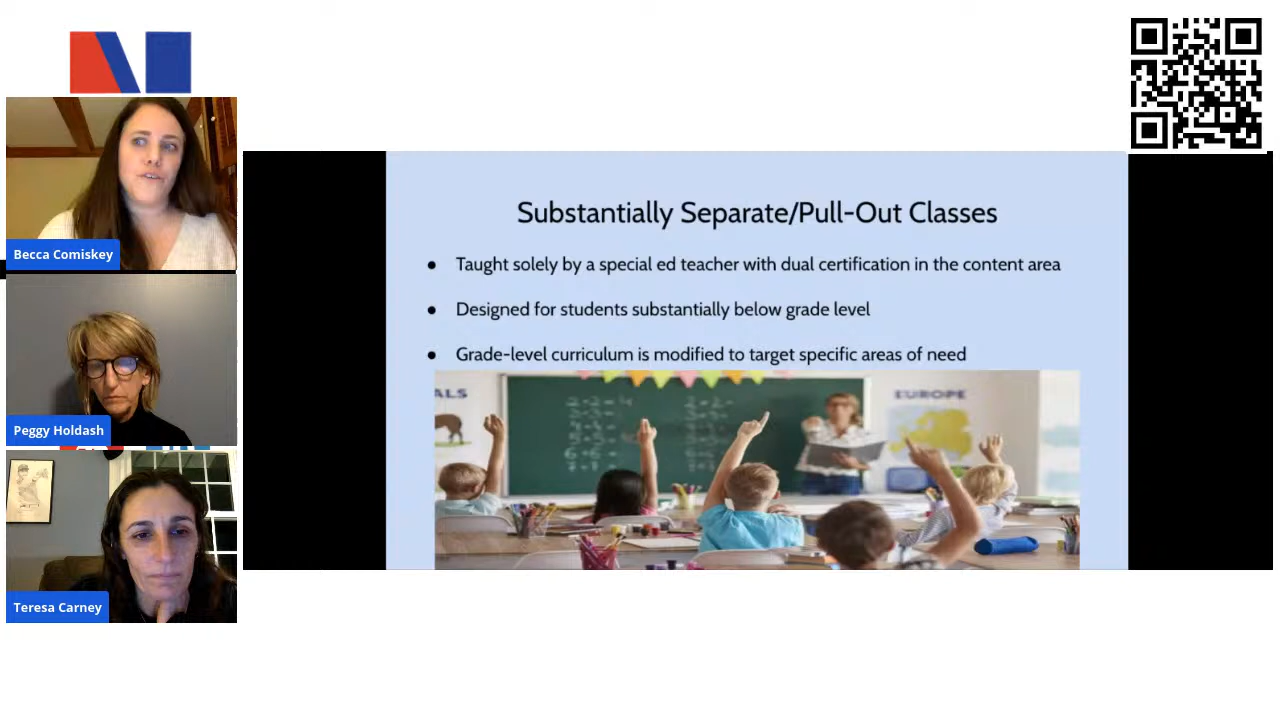 Becca Comiskey
Peggy Holdash
Teresa Carney
Substantially Separate/Pull-Out Classes
● Taught solely by a special ed teacher with dual certification in the content area
● Designed for students substantially below grade level
● Grade-level curriculum is modified to target specific areas of need
ALS
EUROPE